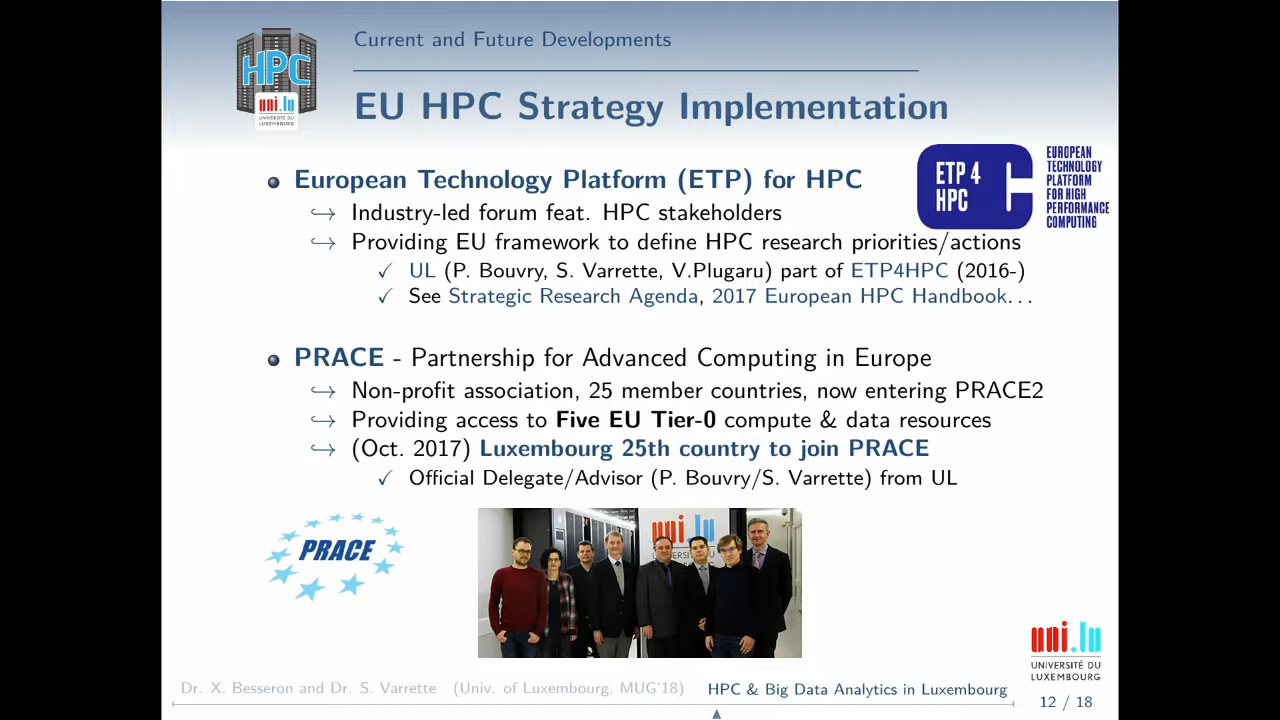 Current and Future Developments
HPC
uni.lu
UNIVERSITÉ DU
LUXEMBOURG
EU HPC Strategy Implementation
European Technology Platform (ETP) for HPC
ETP 4
HPC
EUROPEAN
TECHNOLOGY
PLATFORM
FOR HIGH
PERFORMANCE
COMPUTING
↪ Industry-led forum feat. HPC stakeholders
↪ Providing EU framework to define HPC research priorities/actions
✓ UL (P. Bouvry, S. Varrette, V.Plugaru) part of ETP4HPC (2016-)
✓ See Strategic Research Agenda, 2017 European HPC Handbook...
PRACE - Partnership for Advanced Computing in Europe
↪ Non-profit association, 25 member countries, now entering PRACE2
↪ Providing access to Five EU Tier-0 compute & data resources
↪ (Oct. 2017) Luxembourg 25th country to join PRACE
✓ Official Delegate/Advisor (P. Bouvry/S. Varrette) from UL
PRACE
uni.lu
UNIVERSITÉ DU
uni.lu
UNIVERSITÉ DU
LUXEMBOURG
Dr. X. Besseron and Dr. S. Varrette (Univ. of Luxembourg, MUG'18)
HPC & Big Data Analytics in Luxembourg
12 / 18